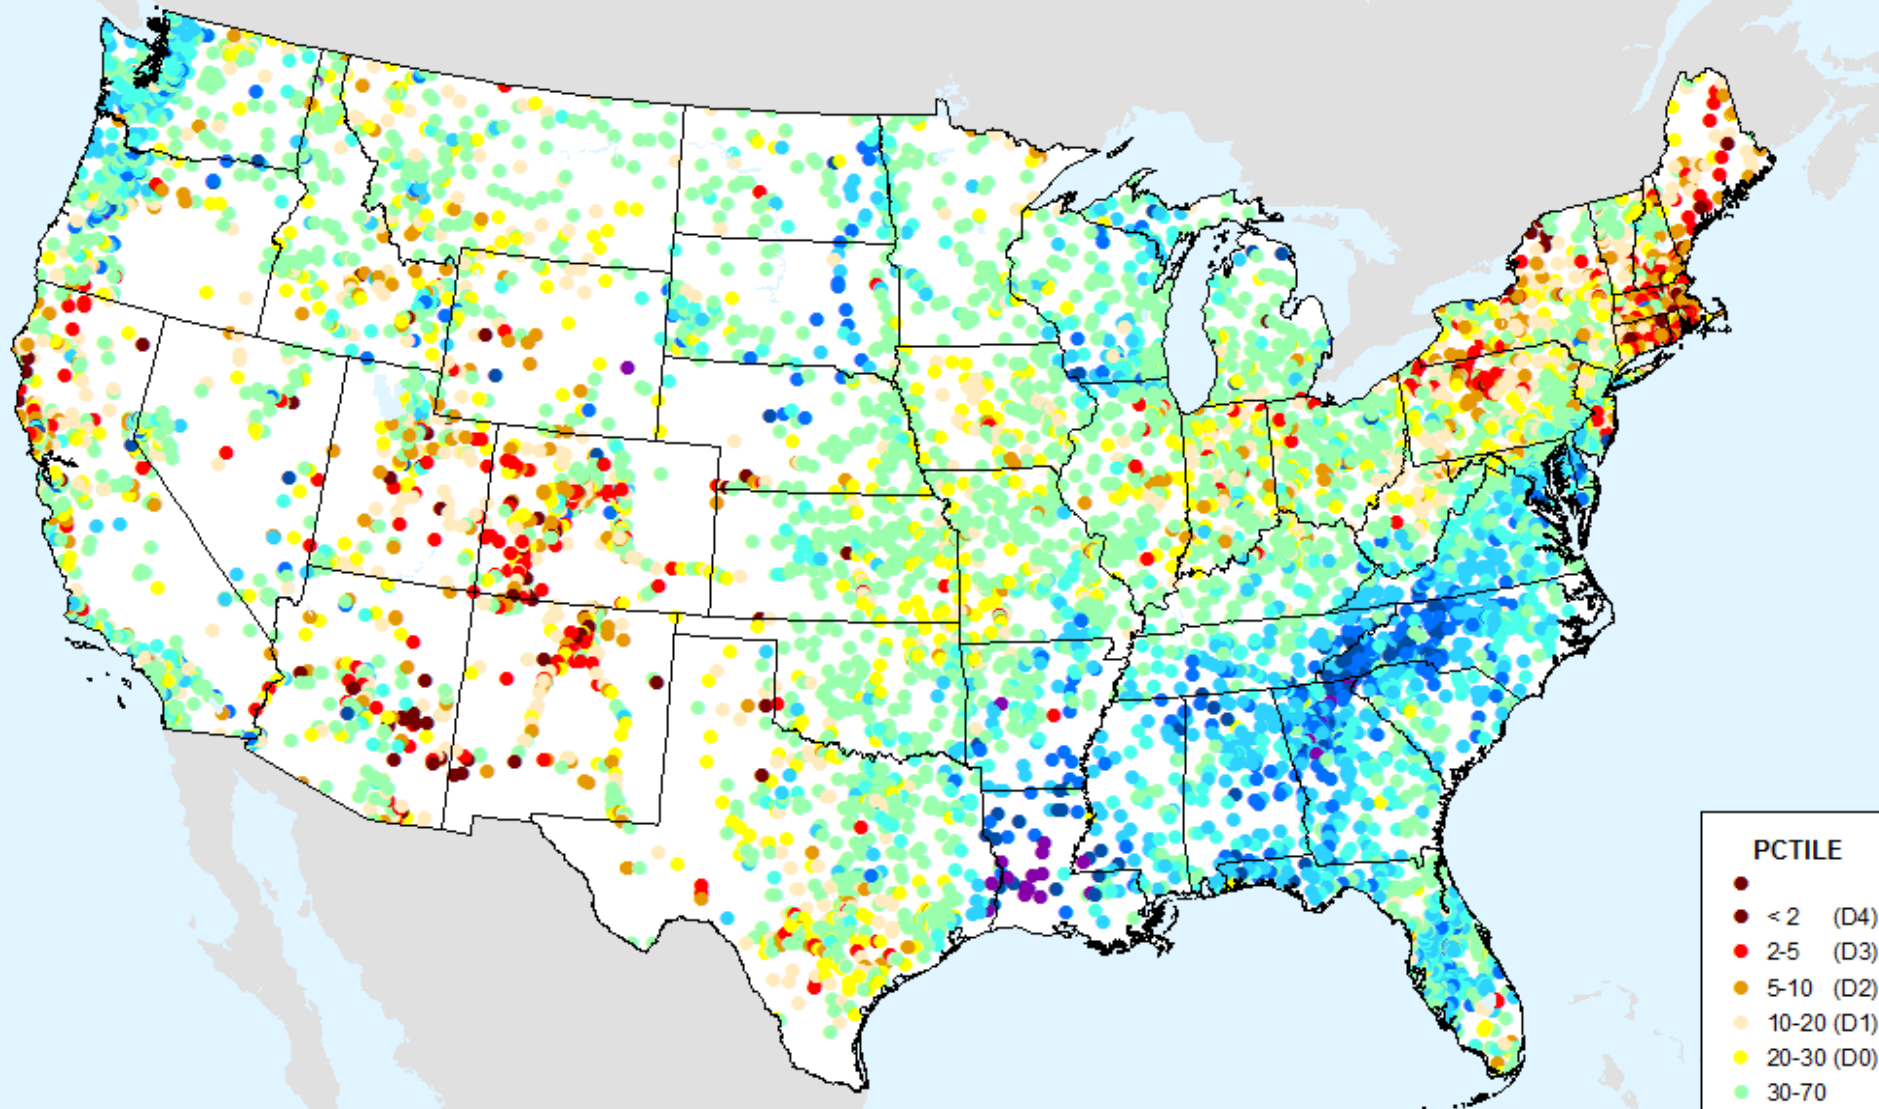 PCTILE
< 2 (D4)
2-5 (D3)
5-10 (D2)
10-20 (D1)
20-30 (D0)
30-70